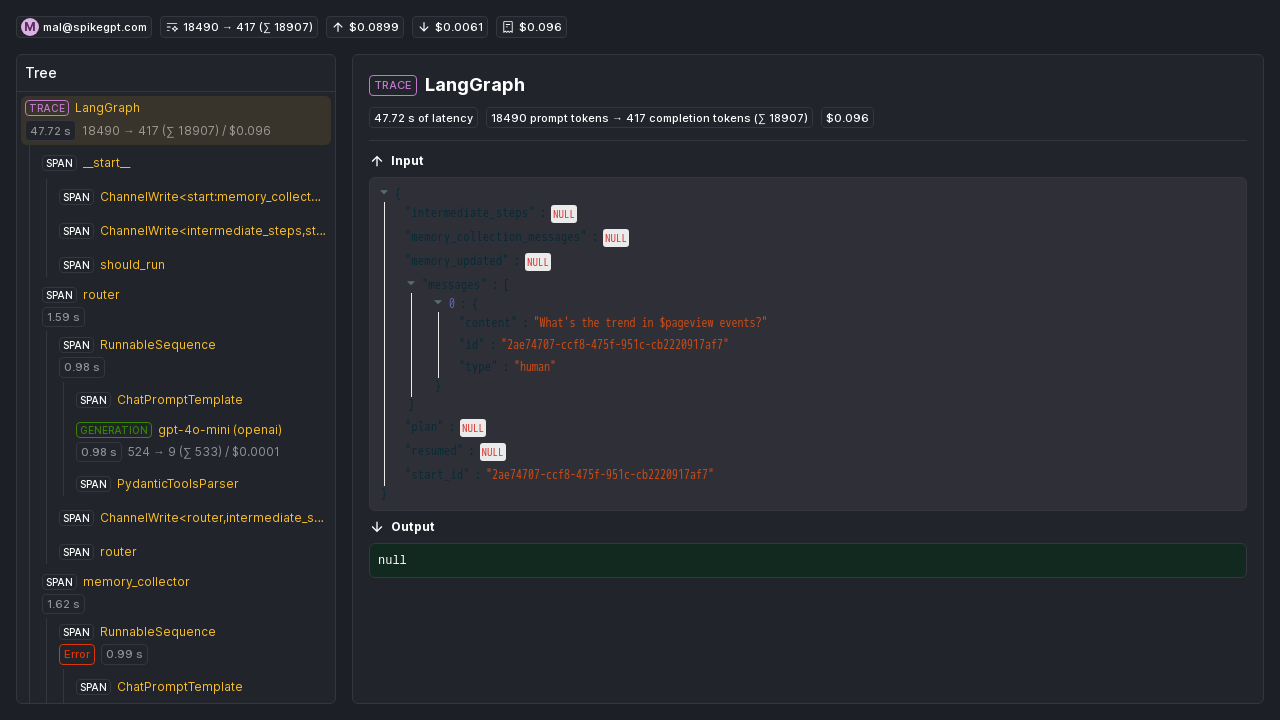 M mal@spikegpt.com 18490 → 417 (∑ 18907) $0.0899 $0.0061 $0.096
Tree
TRACE LangGraph
47.72 s 18490 → 417 (∑ 18907) / $0.096
SPAN __start__
SPAN ChannelWrite<start:memory_collect...
SPAN ChannelWrite<intermediate_steps,st...
SPAN should_run
SPAN router
1.59 s
SPAN RunnableSequence
0.98 s
SPAN ChatPromptTemplate
GENERATION gpt-4o-mini (openai)
0.98 s 524 → 9 (∑ 533) / $0.0001
SPAN PydanticToolsParser
SPAN ChannelWrite<router,intermediate_s...
SPAN router
SPAN memory_collector
1.62 s
SPAN RunnableSequence
Error 0.99 s
SPAN ChatPromptTemplate
TRACE LangGraph
47.72 s of latency 18490 prompt tokens → 417 completion tokens (∑ 18907) $0.096
Input
{
"intermediate_steps" : NULL
"memory_collection_messages" : NULL
"memory_updated" : NULL
"messages" : [
0 : {
"content" : "What's the trend in $pageview events?"
"id" : "2ae74707-ccf8-475f-951c-cb2220917af7"
"type" : "human"
}
]
"plan" : NULL
"resumed" : NULL
"start_id" : "2ae74707-ccf8-475f-951c-cb2220917af7"
}
Output
null